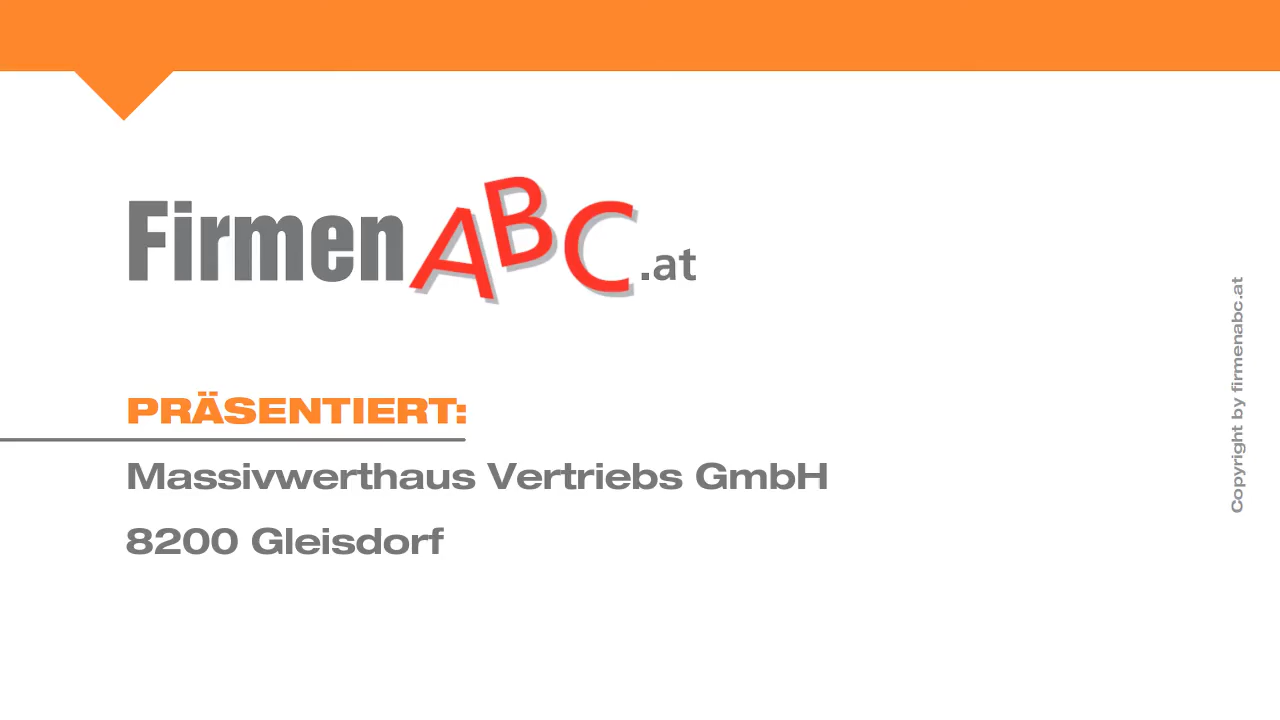 FirmenABC.at
PRÄSENTIERT:
Massivwerthaus Vertriebs GmbH
8200 Gleisdorf
Copyright by firmenabc.at